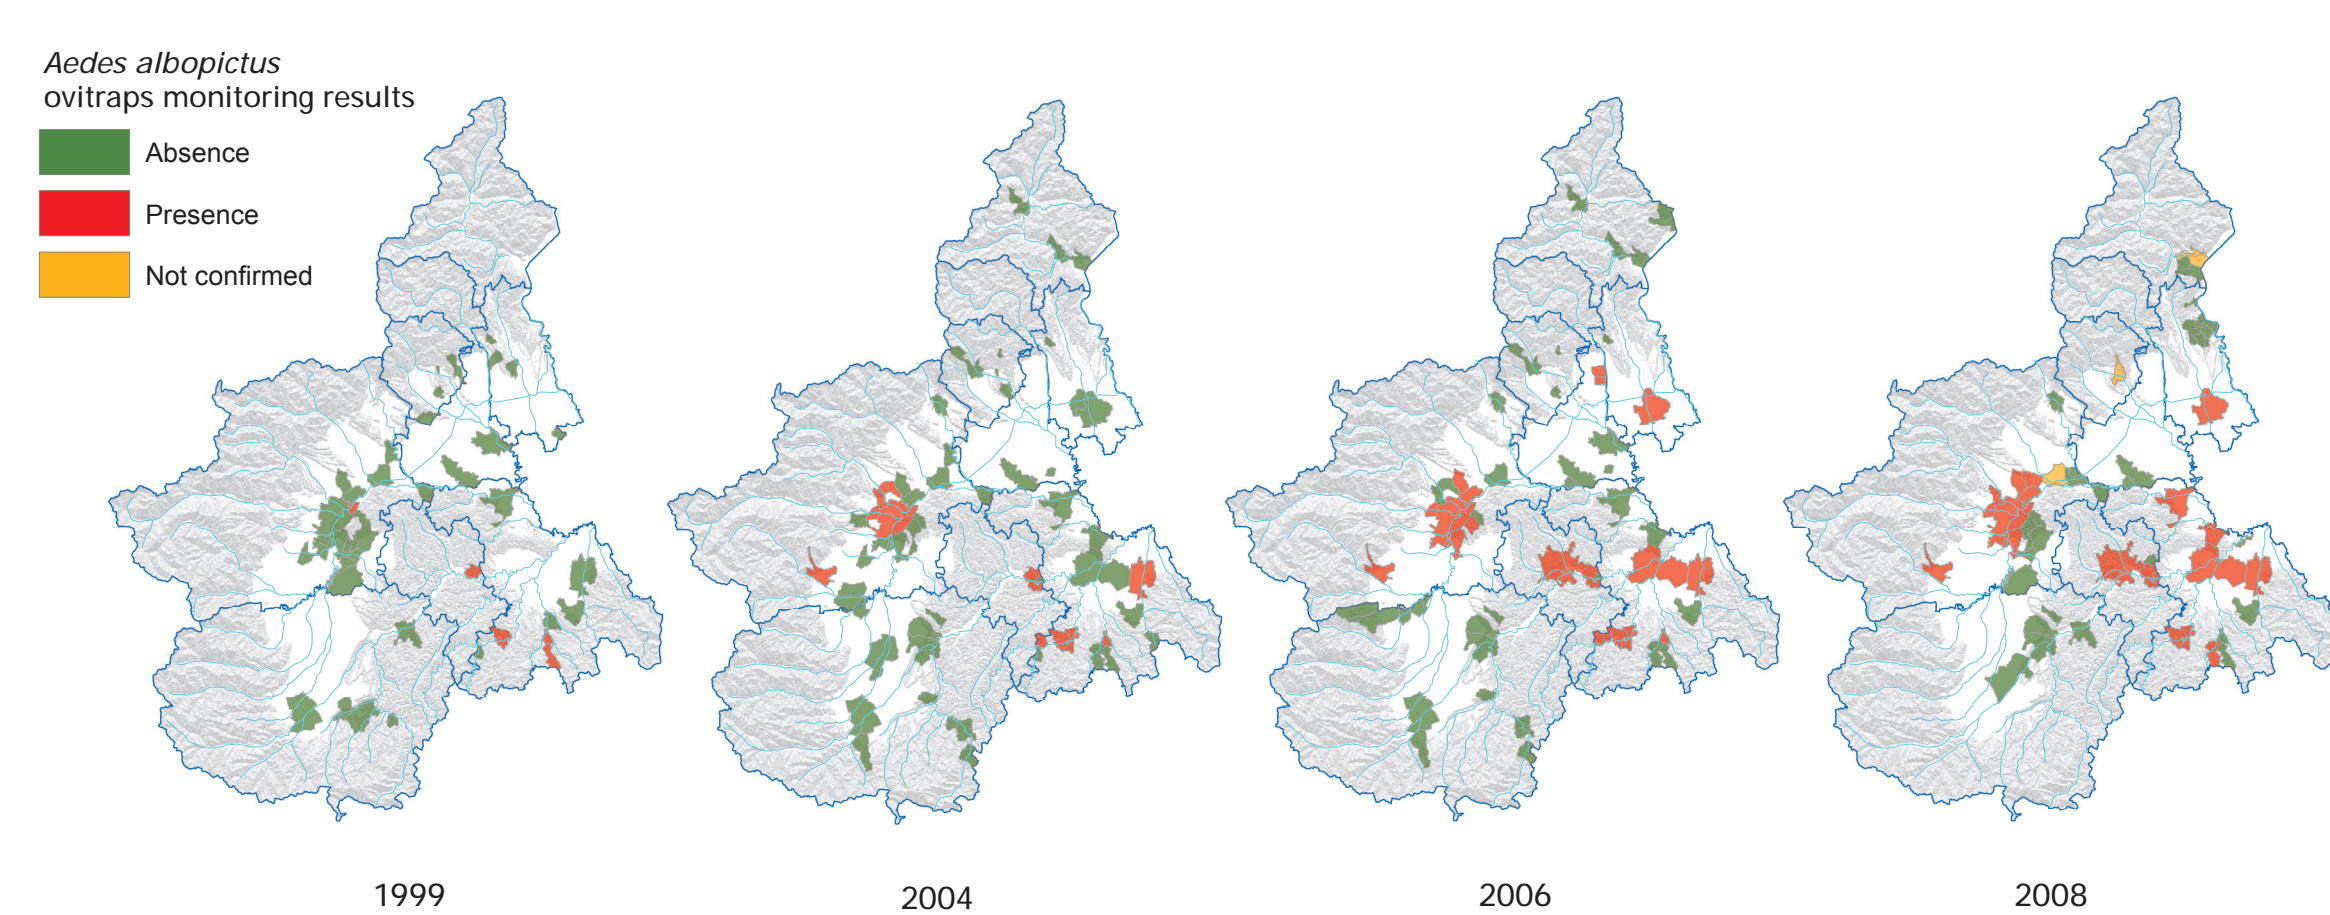 Aedes albopictus
ovitraps monitoring results
Absence
Presence
Not confirmed
1999
2004
2006
2008